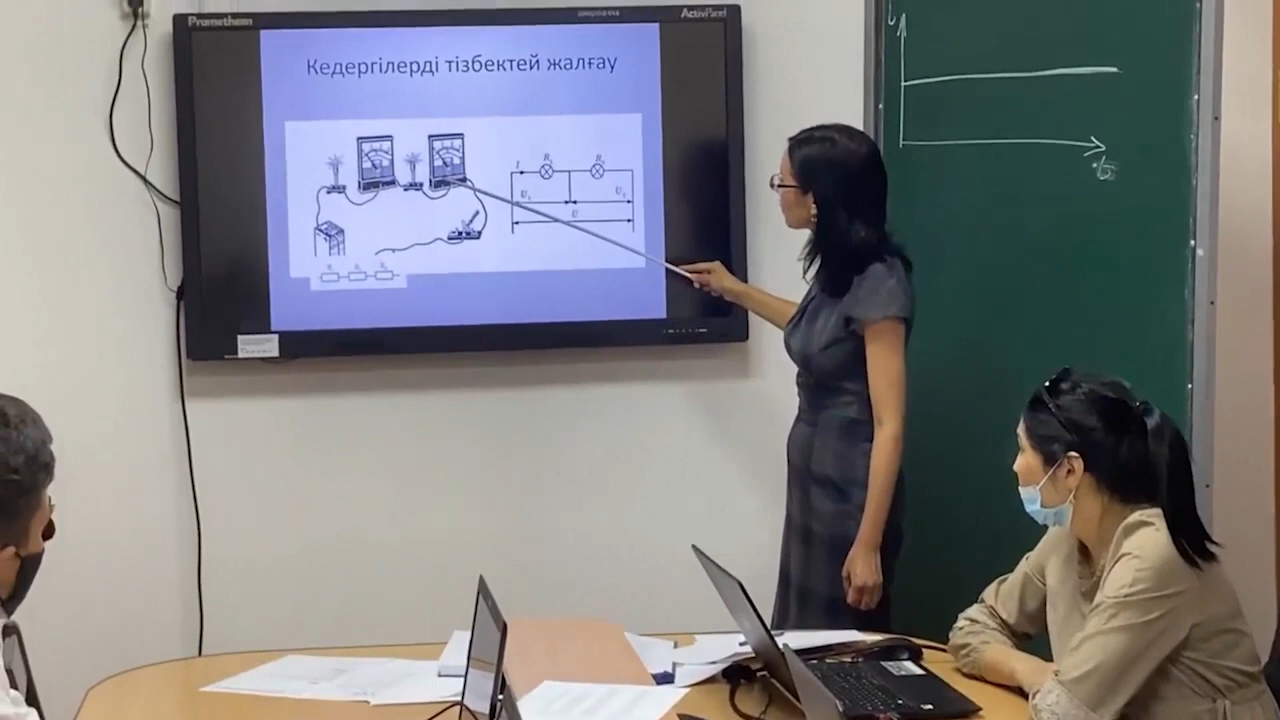 Promethean
ActivPanel
Кедергілерді тізбектей жалғау
I
R₁
R₂
U₁
U₂
U